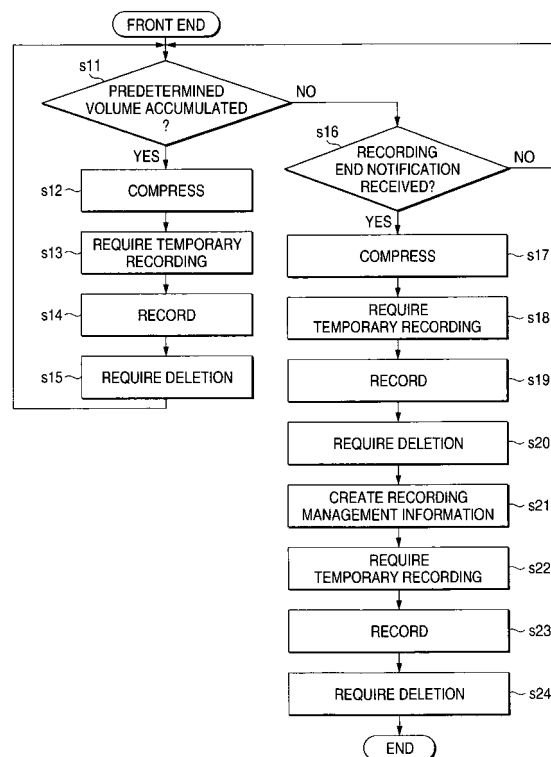 FRONT END
s11
PREDETERMINED
VOLUME ACCUMULATED
?
NO
YES
s12
COMPRESS
s13
REQUIRE TEMPORARY
RECORDING
s14
RECORD
s15
REQUIRE DELETION
s16
RECORDING
END NOTIFICATION
RECEIVED?
NO
YES
COMPRESS
s17
REQUIRE
TEMPORARY RECORDING
s18
RECORD
s19
REQUIRE DELETION
s20
CREATE RECORDING
MANAGEMENT INFORMATION
s21
REQUIRE
TEMPORARY RECORDING
s22
RECORD
s23
REQUIRE DELETION
s24
END